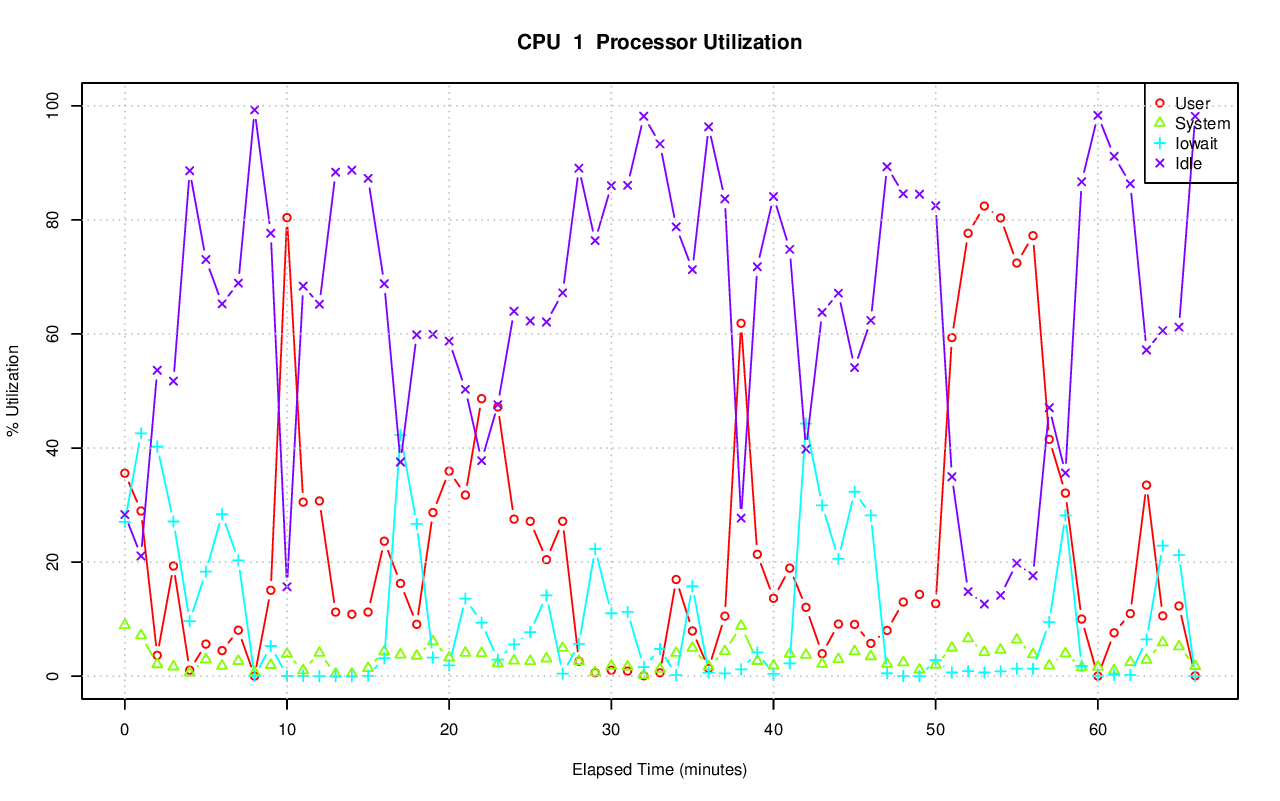 CPU  1  Processor Utilization
% Utilization
100
80
60
40
20
0
User
System
Iowait
Idle
0 10 20 30 40 50 60
Elapsed Time (minutes)